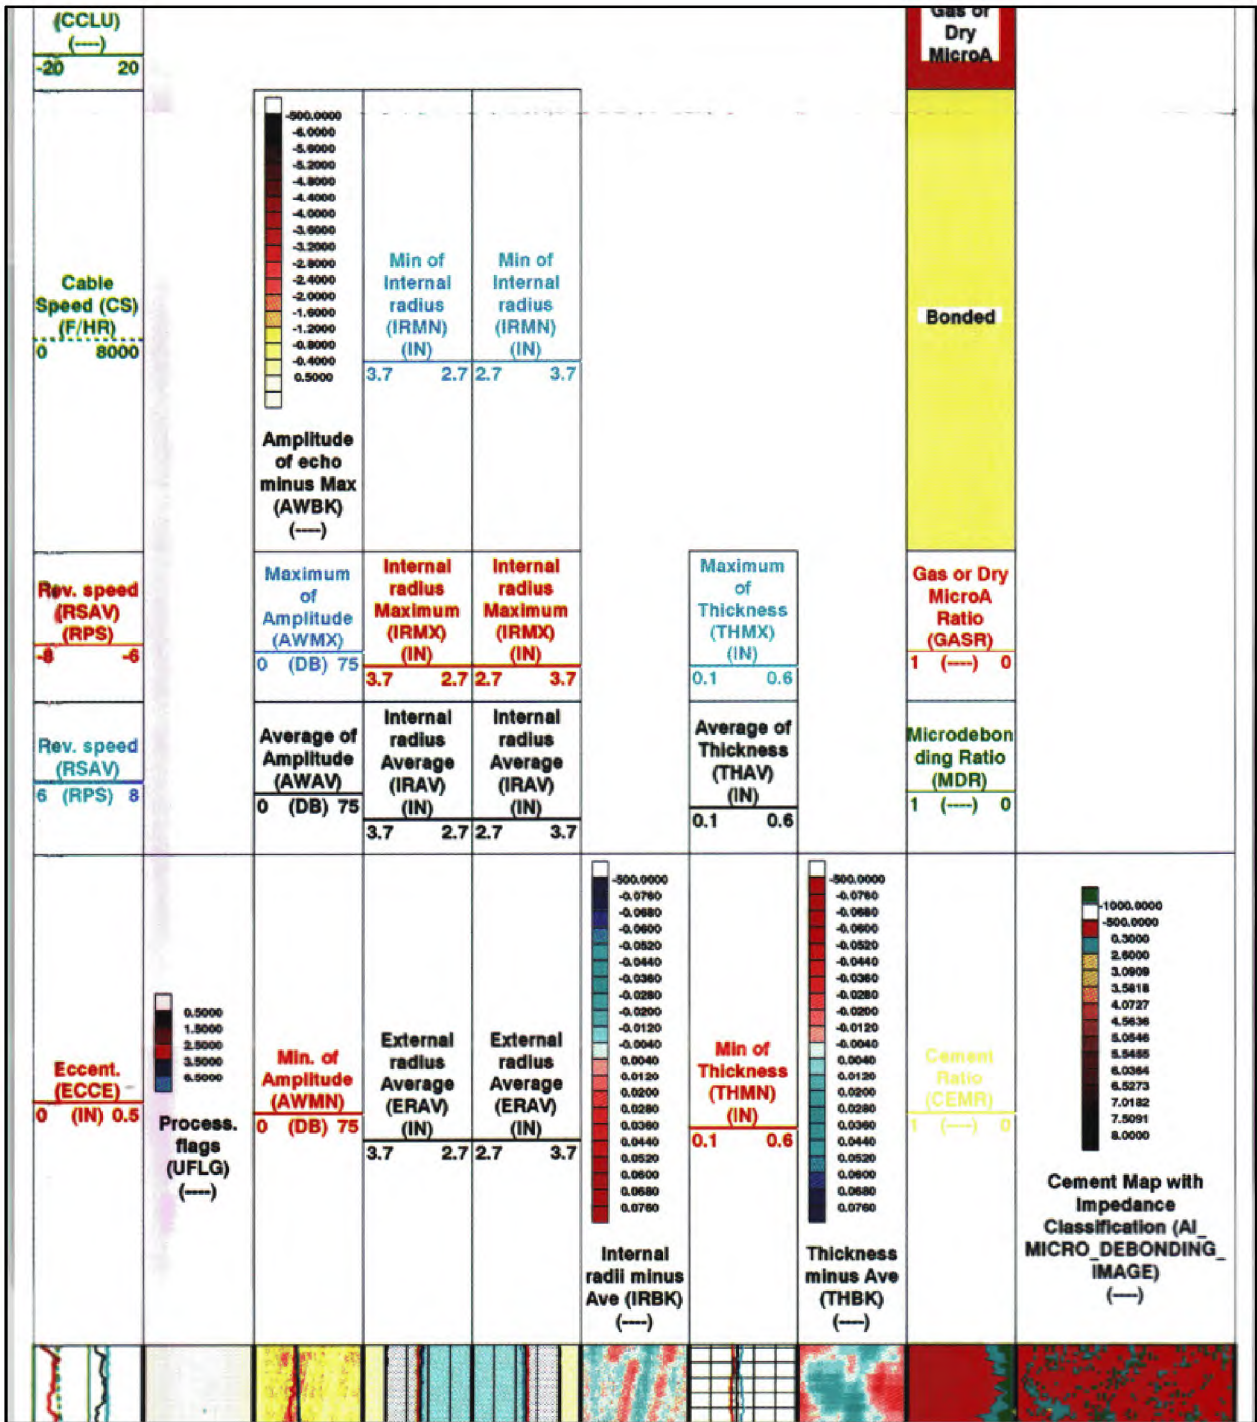 (CCLU)
(----)
-20 20
Gas or
Dry
MicroA
Cable
Speed (CS)
(F/HR)
0 8000
-500.0000
-6.0000
-5.6000
-5.2000
-4.8000
-4.4000
-4.0000
-3.6000
-3.2000
-2.8000
-2.4000
-2.0000
-1.6000
-1.2000
-0.8000
-0.4000
0.5000
Amplitude
of echo
minus Max
(AWBK)
(----)
Min of
Internal
radius
(IRMN)
(IN)
3.7 2.7
Min of
Internal
radius
(IRMN)
(IN)
2.7 3.7
Bonded
Rev. speed
(RSAV)
(RPS)
-8 -6
Maximum
of
Amplitude
(AWMX)
0 (DB) 75
Internal
radius
Maximum
(IRMX)
(IN)
3.7 2.7
Internal
radius
Maximum
(IRMX)
(IN)
2.7 3.7
Maximum
of
Thickness
(THMX)
(IN)
0.1 0.6
Gas or Dry
MicroA
Ratio
(GASR)
1 (----) 0
Rev. speed
(RSAV)
6 (RPS) 8
Average of
Amplitude
(AWAV)
0 (DB) 75
Internal
radius
Average
(IRAV)
(IN)
3.7 2.7
Internal
radius
Average
(IRAV)
(IN)
2.7 3.7
Average of
Thickness
(THAV)
(IN)
0.1 0.6
Microdebon
ding Ratio
(MDR)
1 (----) 0
Eccent.
(ECCE)
0 (IN) 0.5
0.5000
1.5000
2.5000
3.5000
6.5000
Process.
flags
(UFLG)
(----)
Min. of
Amplitude
(AWMN)
0 (DB) 75
External
radius
Average
(ERAV)
(IN)
3.7 2.7
External
radius
Average
(ERAV)
(IN)
2.7 3.7
-500.0000
-0.0760
-0.0680
-0.0600
-0.0520
-0.0440
-0.0360
-0.0280
-0.0200
-0.0120
-0.0040
0.0040
0.0120
0.0200
0.0280
0.0360
0.0440
0.0520
0.0600
0.0680
0.0760
Internal
radii minus
Ave (IRBK)
(----)
Min of
Thickness
(THMN)
(IN)
0.1 0.6
-500.0000
-0.0760
-0.0680
-0.0600
-0.0520
-0.0440
-0.0360
-0.0280
-0.0200
-0.0120
-0.0040
0.0040
0.0120
0.0200
0.0280
0.0360
0.0440
0.0520
0.0600
0.0680
0.0760
Thickness
minus Ave
(THBK)
(----)
Cement
Ratio
(CEMR)
1 (----) 0
-1000.0000
-500.0000
0.3000
2.6000
3.0909
3.5818
4.0727
4.5636
5.0546
5.5455
6.0364
6.5273
7.0182
7.5091
8.0000
Cement Map with
Impedance
Classification (AI_
MICRO_DEBONDING_
IMAGE)
(----)